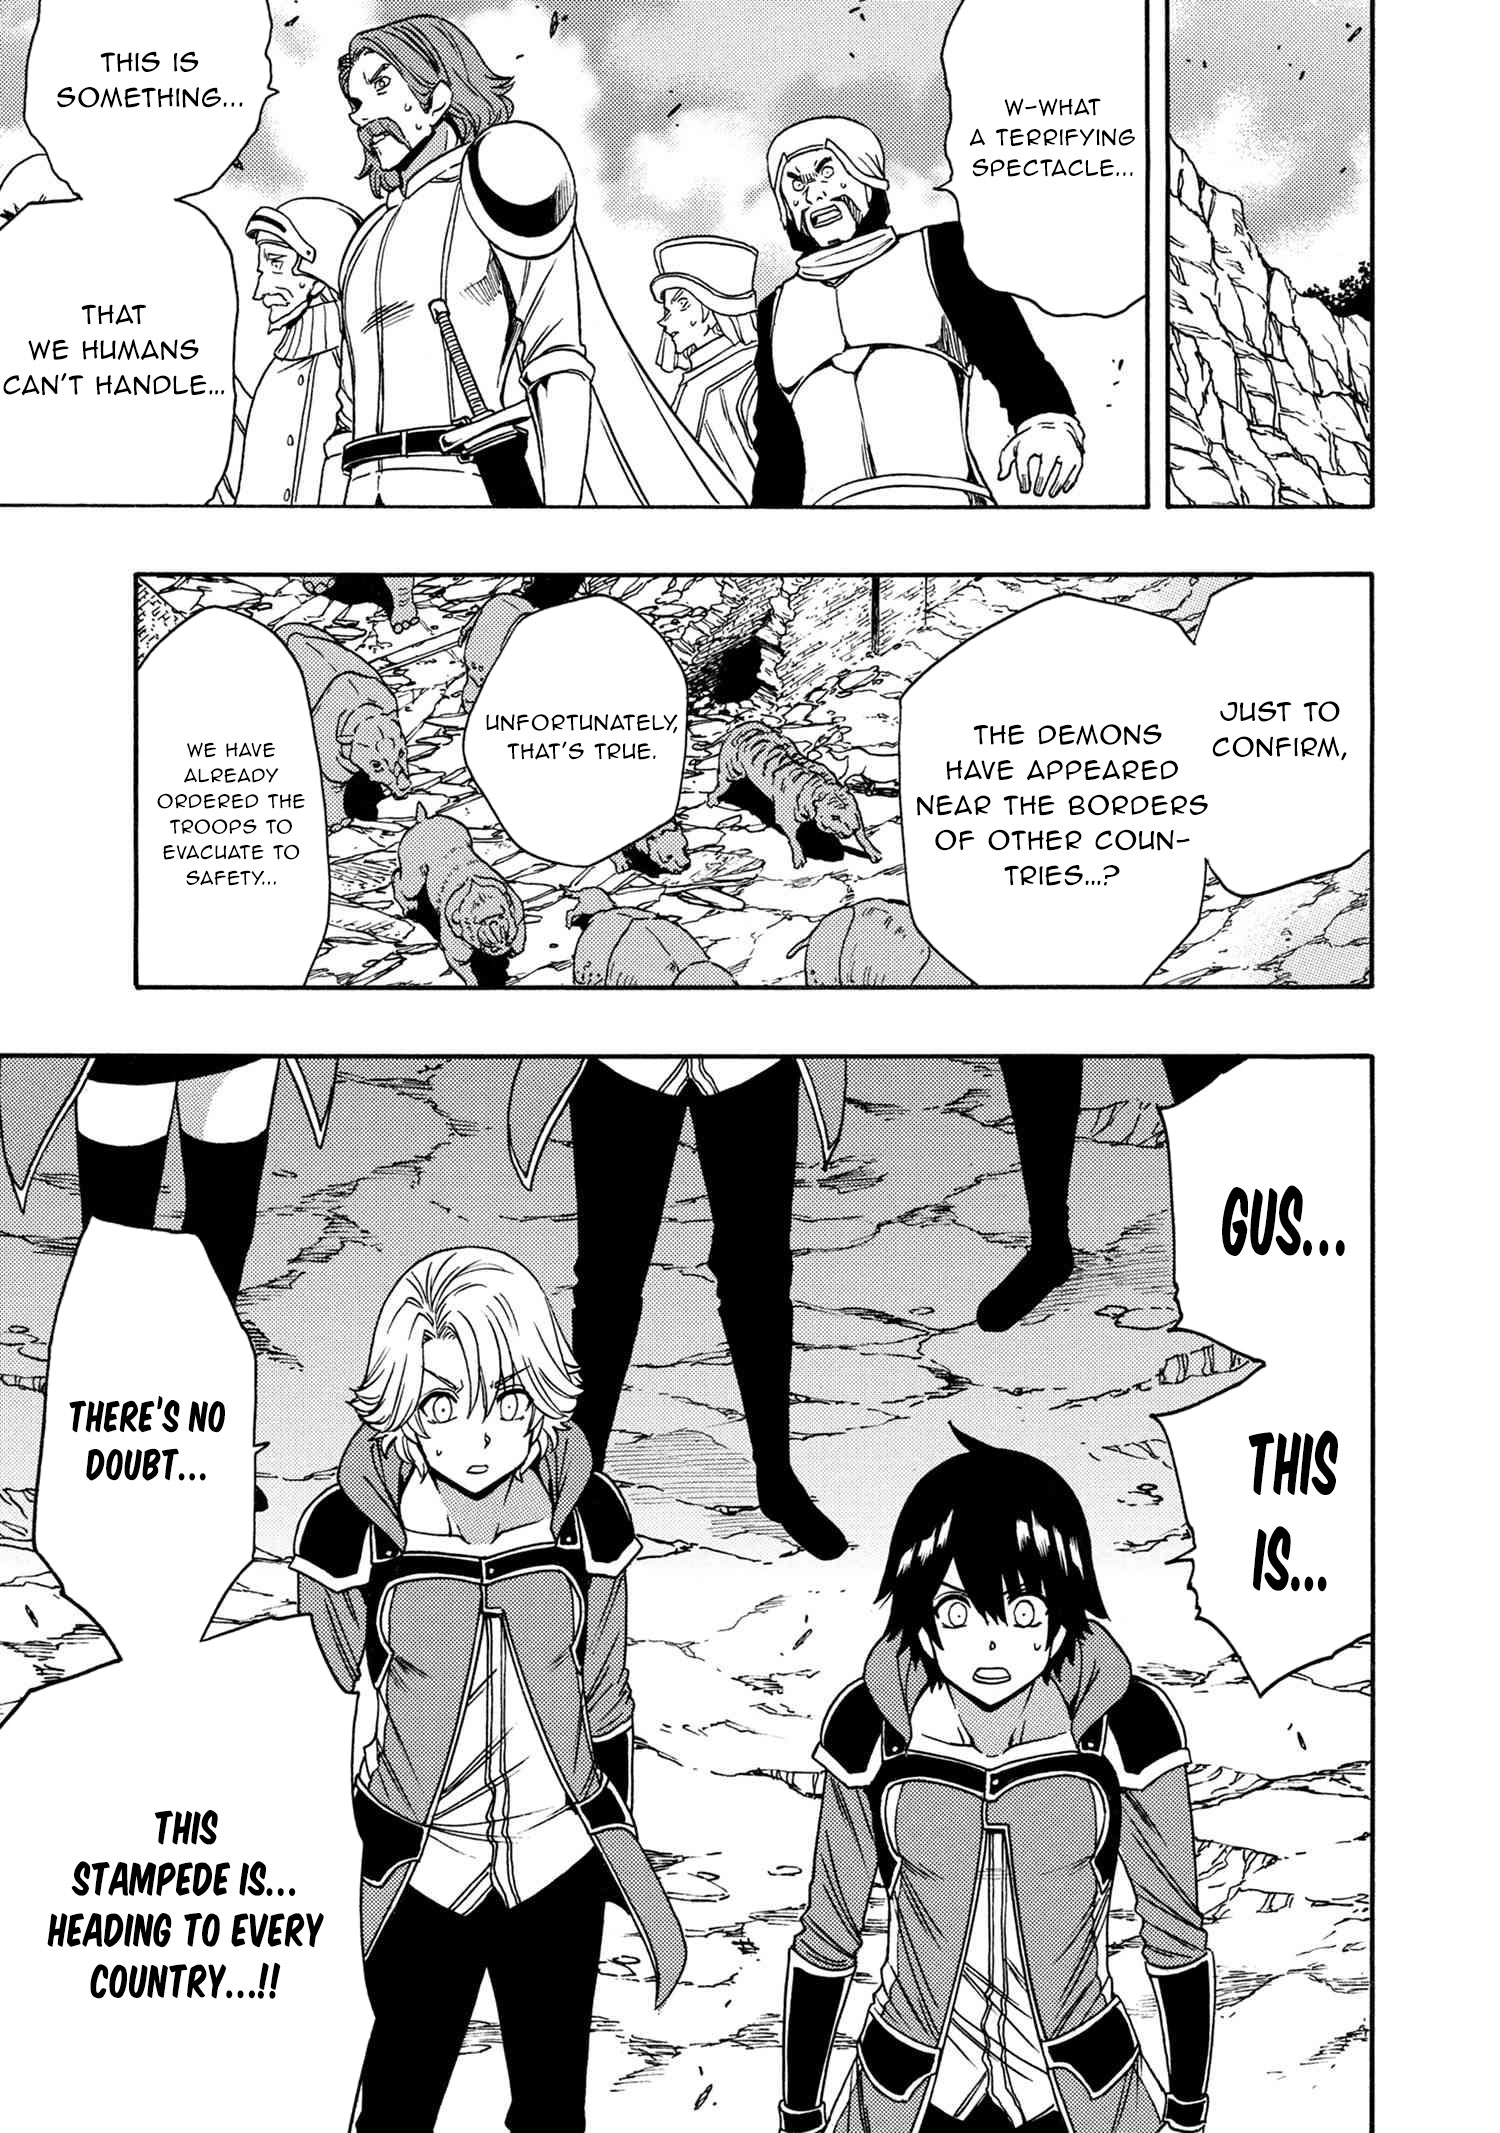 W-WHAT
A TERRIFYING
SPECTACLE...
THIS IS
SOMETHING...
THAT
WE HUMANS
CAN'T HANDLE...
JUST TO
CONFIRM,
THE DEMONS
HAVE APPEARED
NEAR THE BORDERS
OF OTHER COUN-
TRIES...?
UNFORTUNATELY,
THAT'S TRUE.
WE HAVE
ALREADY
ORDERED THE
TROOPS TO
EVACUATE TO
SAFETY...
GUS...
THIS
IS...
THERE'S NO
DOUBT...
THIS
STAMPEDE IS...
HEADING TO EVERY
COUNTRY...!!